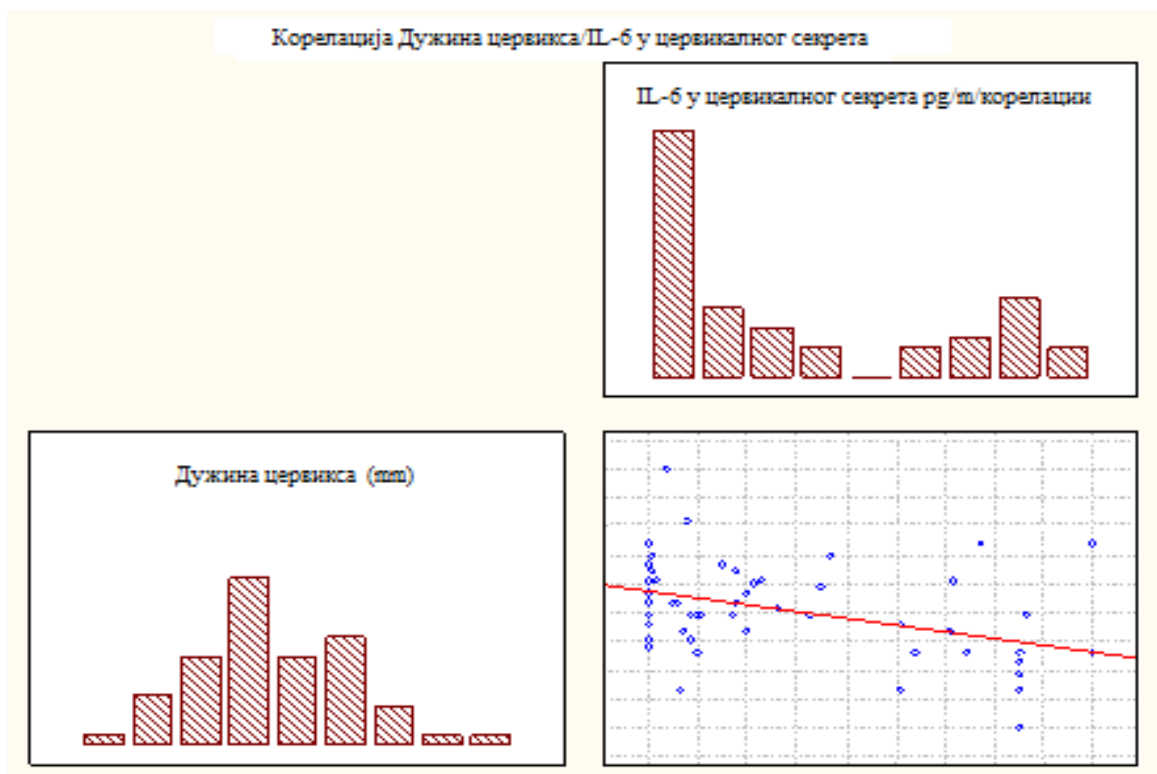 Корелација Дужина цервикса/IL-6 у цервикалног секрета
IL-6 у цервикалног секрета pg/m/корелации
Дужина цервикса (mm)